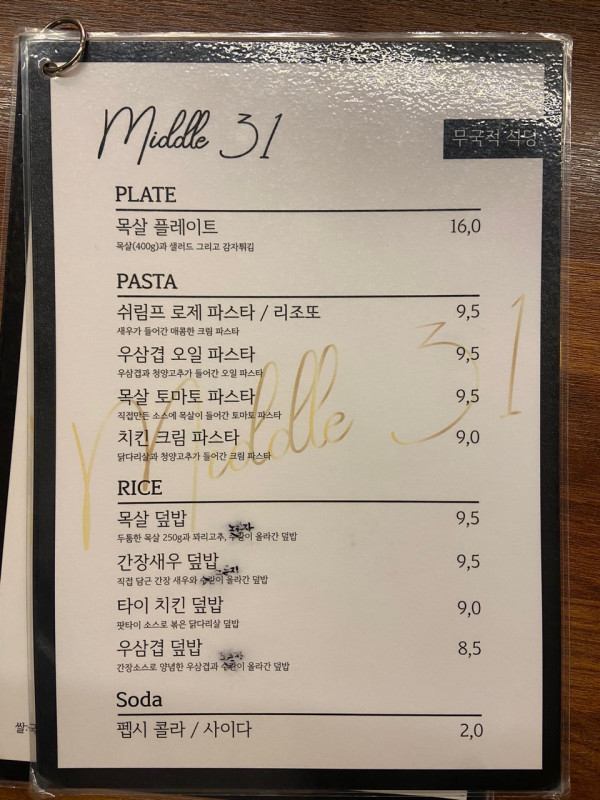 Middle 31
무국적 식당
PLATE
목살 플레이트 16,0
목살(400g)과 샐러드 그리고 감자튀김
PASTA
쉬림프 로제 파스타 / 리조또 9,5
새우가 들어간 매콤한 크림 파스타
우삼겹 오일 파스타 9,5
우삼겹과 청양고추가 들어간 오일 파스타
목살 토마토 파스타 9,5
직접만든 소스에 목살이 들어간 토마토 파스타
치킨 크림 파스타 9,0
닭다리살과 청양고추가 들어간 크림 파스타
Middle 31
RICE
목살 덮밥 9,5
노른자
두툼한 목살 250g과 꽈리고추, 수란이 올라간 덮밥
간장새우 덮밥 9,5
직접 담근 간장 새우와 수란이 올라간 덮밥
타이 치킨 덮밥 9,0
팟타이 소스로 볶은 닭다리살 덮밥
우삼겹 덮밥 8,5
간장소스로 양념한 우삼겹과 수란이 올라간 덮밥
Soda
펩시 콜라 / 사이다 2,0
쌀:국